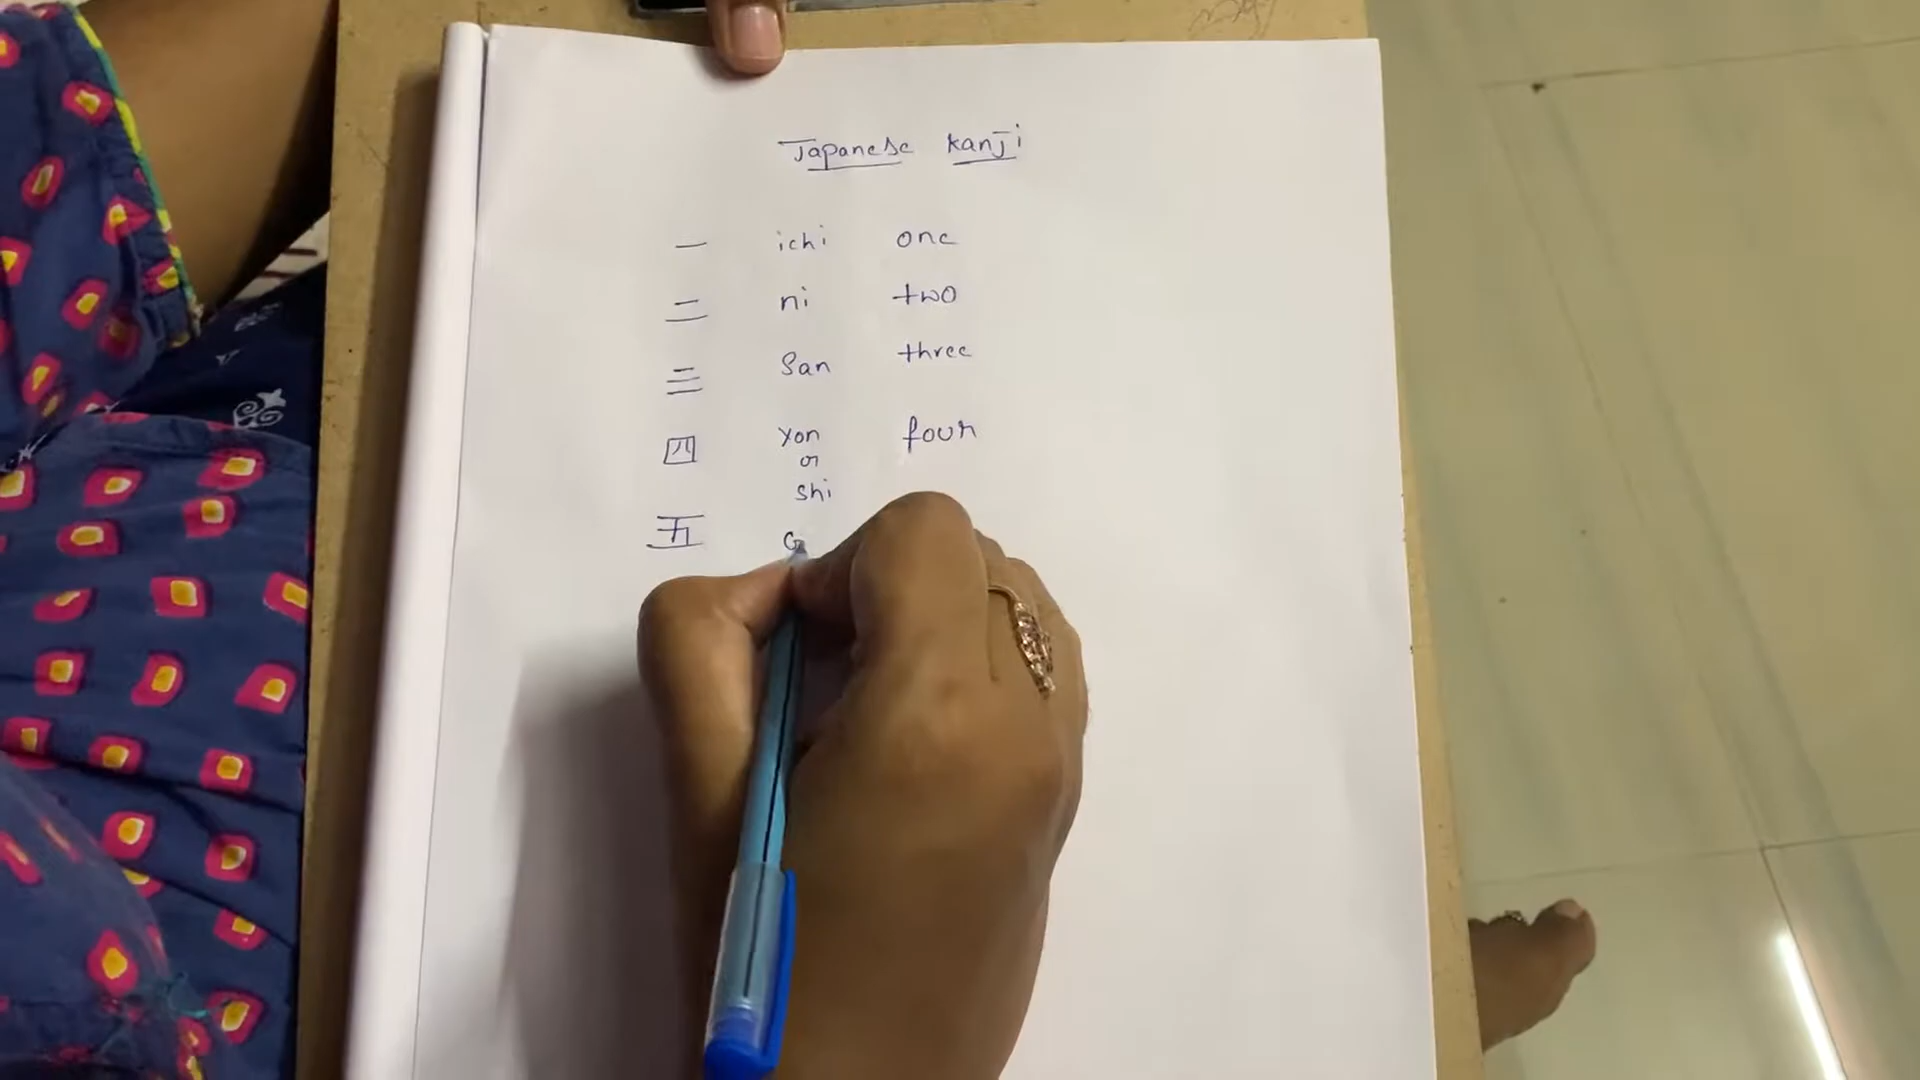 Japanese Kanji
一 ichi one
二 ni two
三 San three
四 yon four
or
shi
五 G